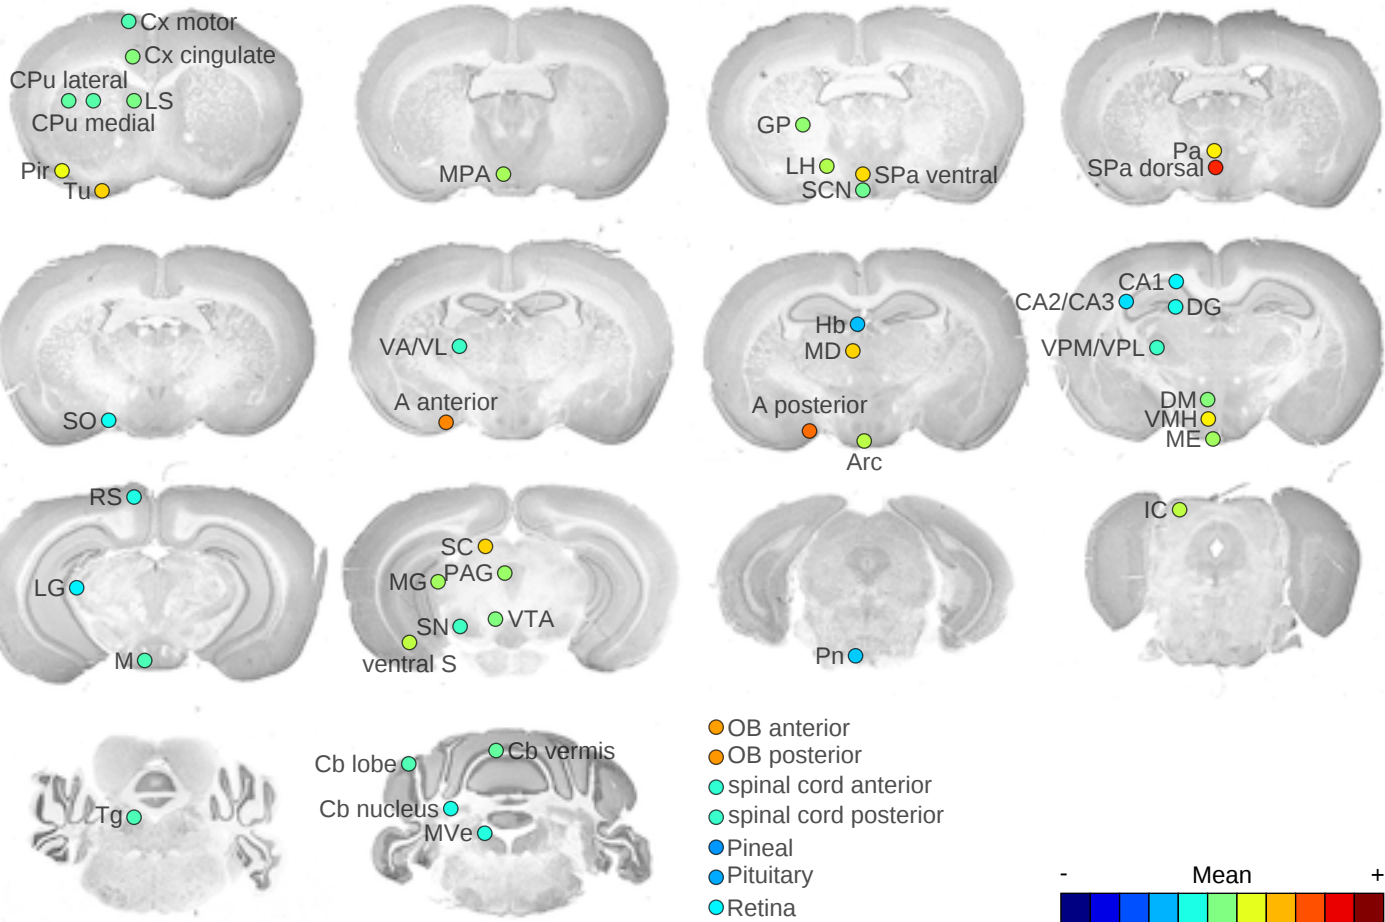 Cx motor
Cx cingulate
CPu lateral
LS
CPu medial
Pir
Tu
MPA
GP
LH
SPa ventral
SCN
Pa
SPa dorsal
SO
VA/VL
A anterior
Hb
MD
A posterior
Arc
CA1
CA2/CA3
DG
VPM/VPL
DM
VMH
ME
RS
LG
M
SC
PAG
MG
VTA
SN
ventral S
Pn
IC
Tg
Cb lobe
Cb vermis
Cb nucleus
MVe
OB anterior
OB posterior
spinal cord anterior
spinal cord posterior
Pineal
Pituitary
Retina
- Mean +